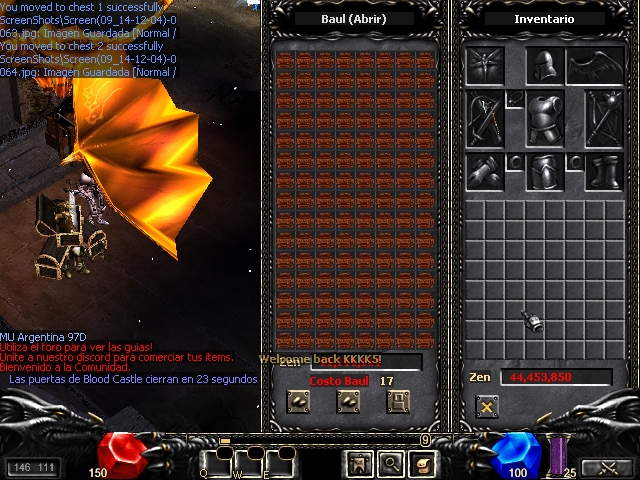 You moved to chest 1 successfully
ScreenShots\Screen(09_14-12-04)-0
063.jpg: Imagen Guardada [Normal /
You moved to chest 2 successfully
ScreenShots\Screen(09_14-12-04)-0
064.jpg: Imagen Guardada [Normal /
Baul (Abrir)
Inventario
MU Argentina 97D
Utiliza el foro para ver las guias!
Unite a nuestro discord para comerciar tus items.
Bienvenido a la Comunidad.
Las puertas de Blood Castle cierran en 23 segundos
Welcome back KKKK5!
Zen
Costo Baul 17
Zen 44,453,850
146 111
150
Q W E
9
100
25